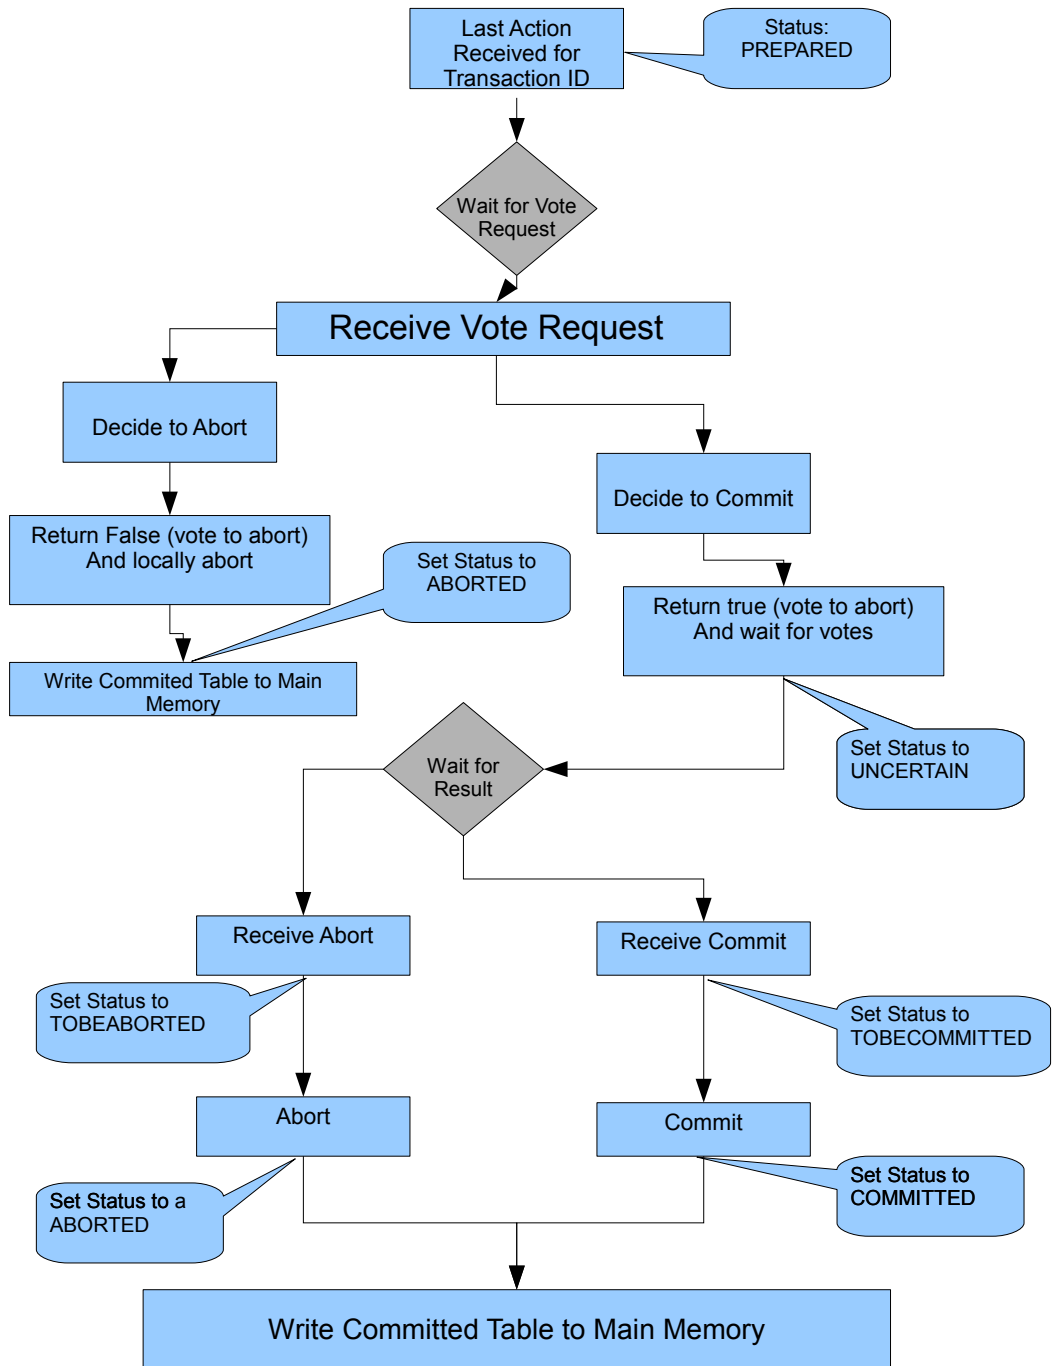 Last Action
Received for
Transaction ID
Status:
PREPARED
Wait for Vote
Request
Receive Vote Request
Decide to Abort
Decide to Commit
Return False (vote to abort)
And locally abort
Set Status to
ABORTED
Return true (vote to abort)
And wait for votes
Write Commited Table to Main
Memory
Set Status to
UNCERTAIN
Wait for
Result
Receive Abort
Receive Commit
Set Status to
TOBEABORTED
Set Status to
TOBECOMMITTED
Abort
Commit
Set Status to a
ABORTED
Set Status to
COMMITTED
Write Committed Table to Main Memory